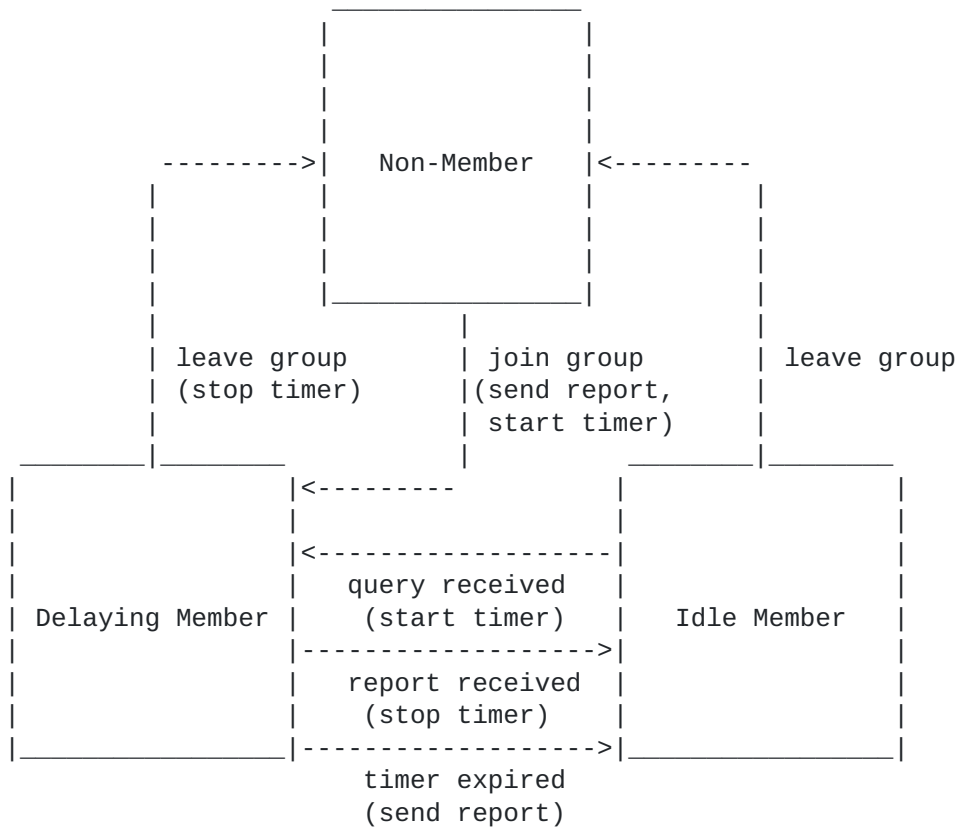 Non-Member
leave group
(stop timer)
join group
(send report,
start timer)
leave group
query received
(start timer)
Delaying Member
Idle Member
report received
(stop timer)
timer expired
(send report)